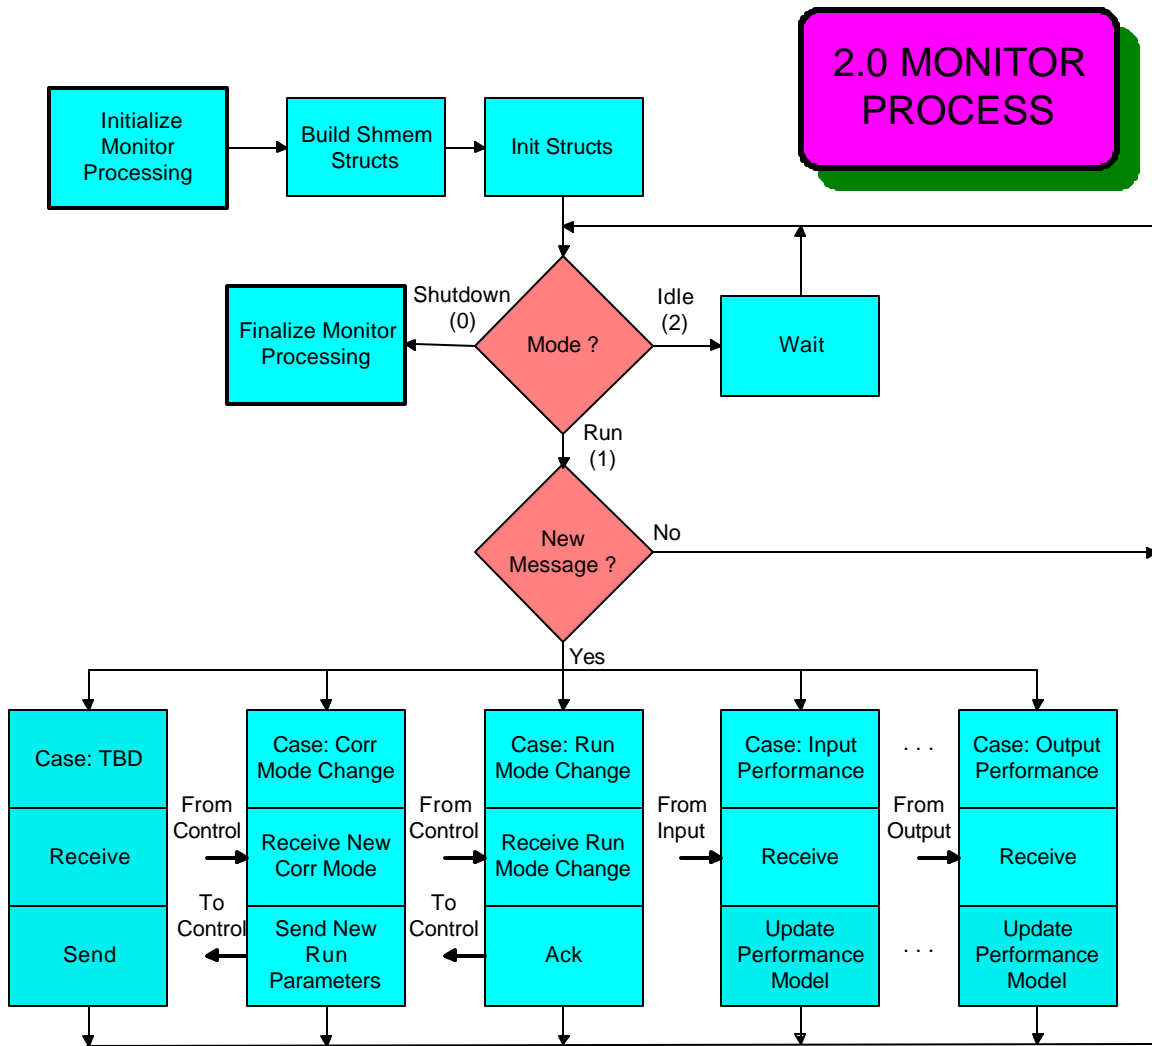 2.0 MONITOR
PROCESS
Initialize
Monitor
Processing
Build Shmem
Structs
Init Structs
Shutdown
(0)
Idle
(2)
Finalize Monitor
Processing
Mode ?
Wait
Run
(1)
New
Message ?
No
Yes
Case: TBD
Case: Corr
Mode Change
Case: Run
Mode Change
Case: Input
Performance
. . .
Case: Output
Performance
From
Control
From
Control
From
Input
From
Output
Receive
Receive New
Corr Mode
Receive Run
Mode Change
Receive
Receive
To
Control
To
Control
Send
Send New
Run
Parameters
Ack
Update
Performance
Model
. . .
Update
Performance
Model